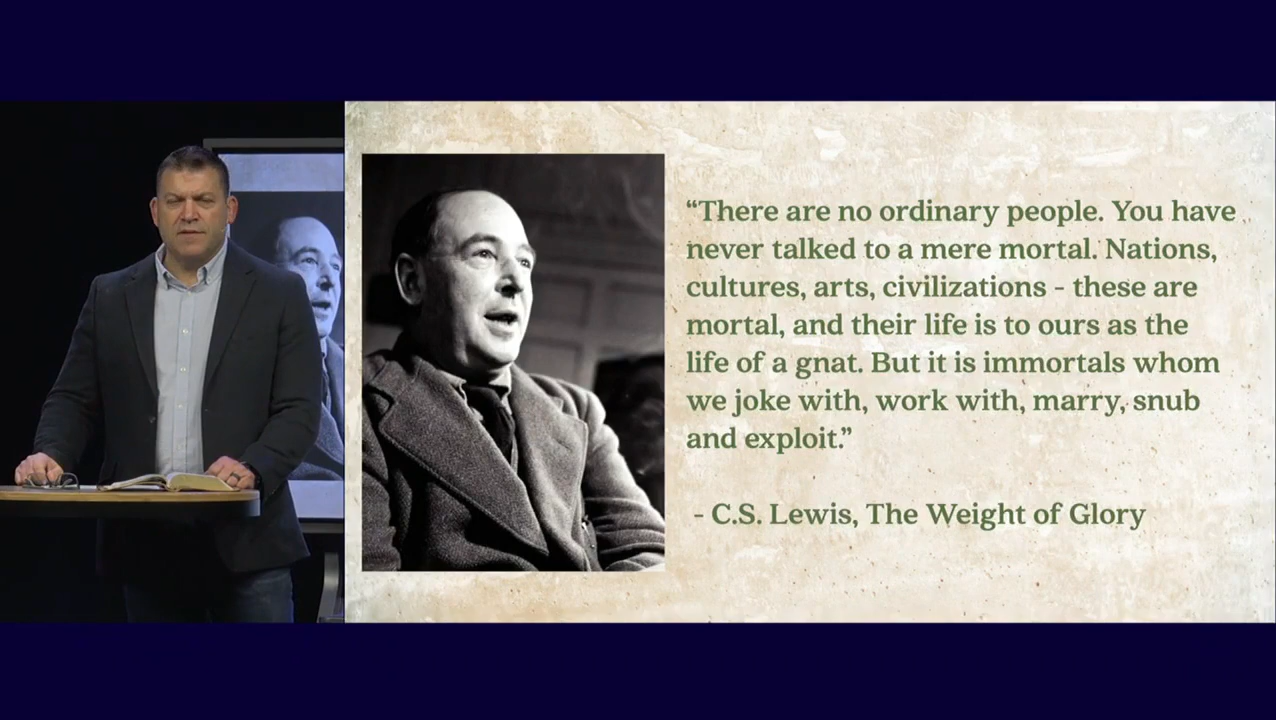 “There are no ordinary people. You have
never talked to a mere mortal. Nations,
cultures, arts, civilizations - these are
mortal, and their life is to ours as the
life of a gnat. But it is immortals whom
we joke with, work with, marry, snub
and exploit.”
- C.S. Lewis, The Weight of Glory